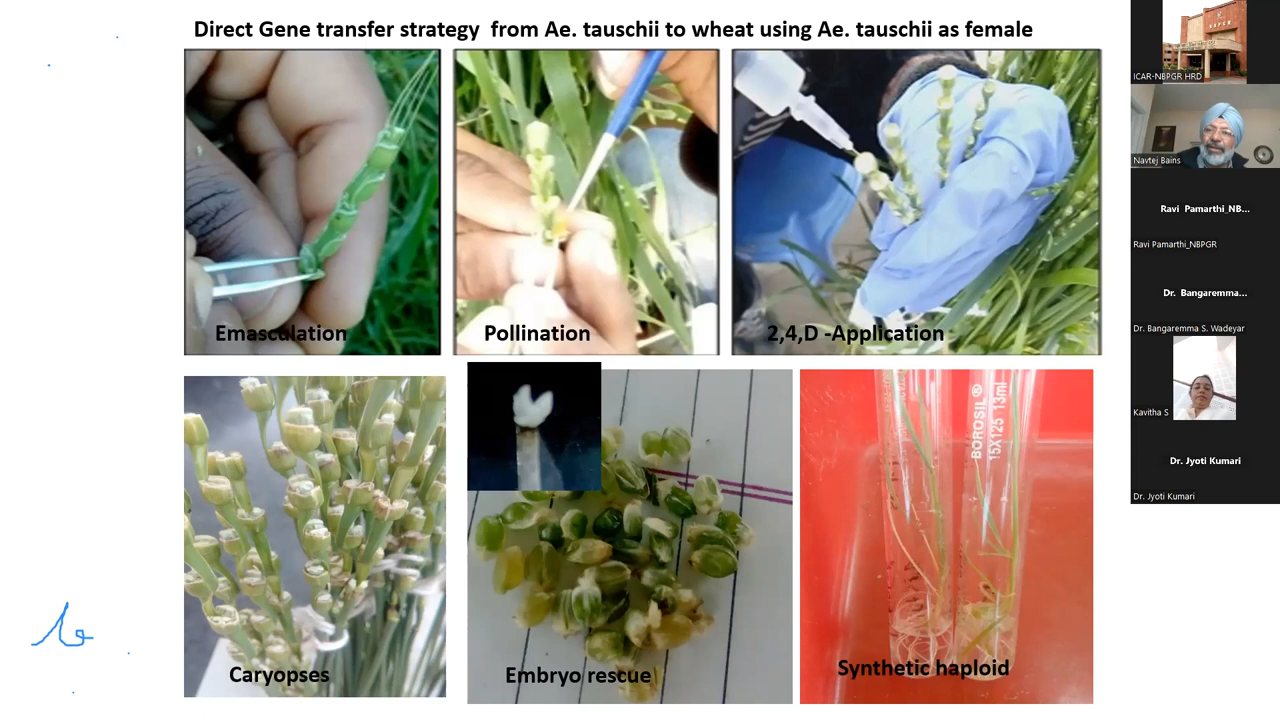 Direct Gene transfer strategy from Ae. tauschii to wheat using Ae. tauschii as female
Emasculation
Pollination
2,4,D -Application
Caryopses
Embryo rescue
BOROSIL®
15X125 13ml
Synthetic haploid
ICAR-NBPGR HRD
Navtej Bains
Ravi Pamarthi_NB...
Ravi Pamarthi_NBPGR
Dr. Bangaremma...
Dr. Bangaremma S. Wadeyar
Kavitha S
Dr. Jyoti Kumari
Dr. Jyoti Kumari